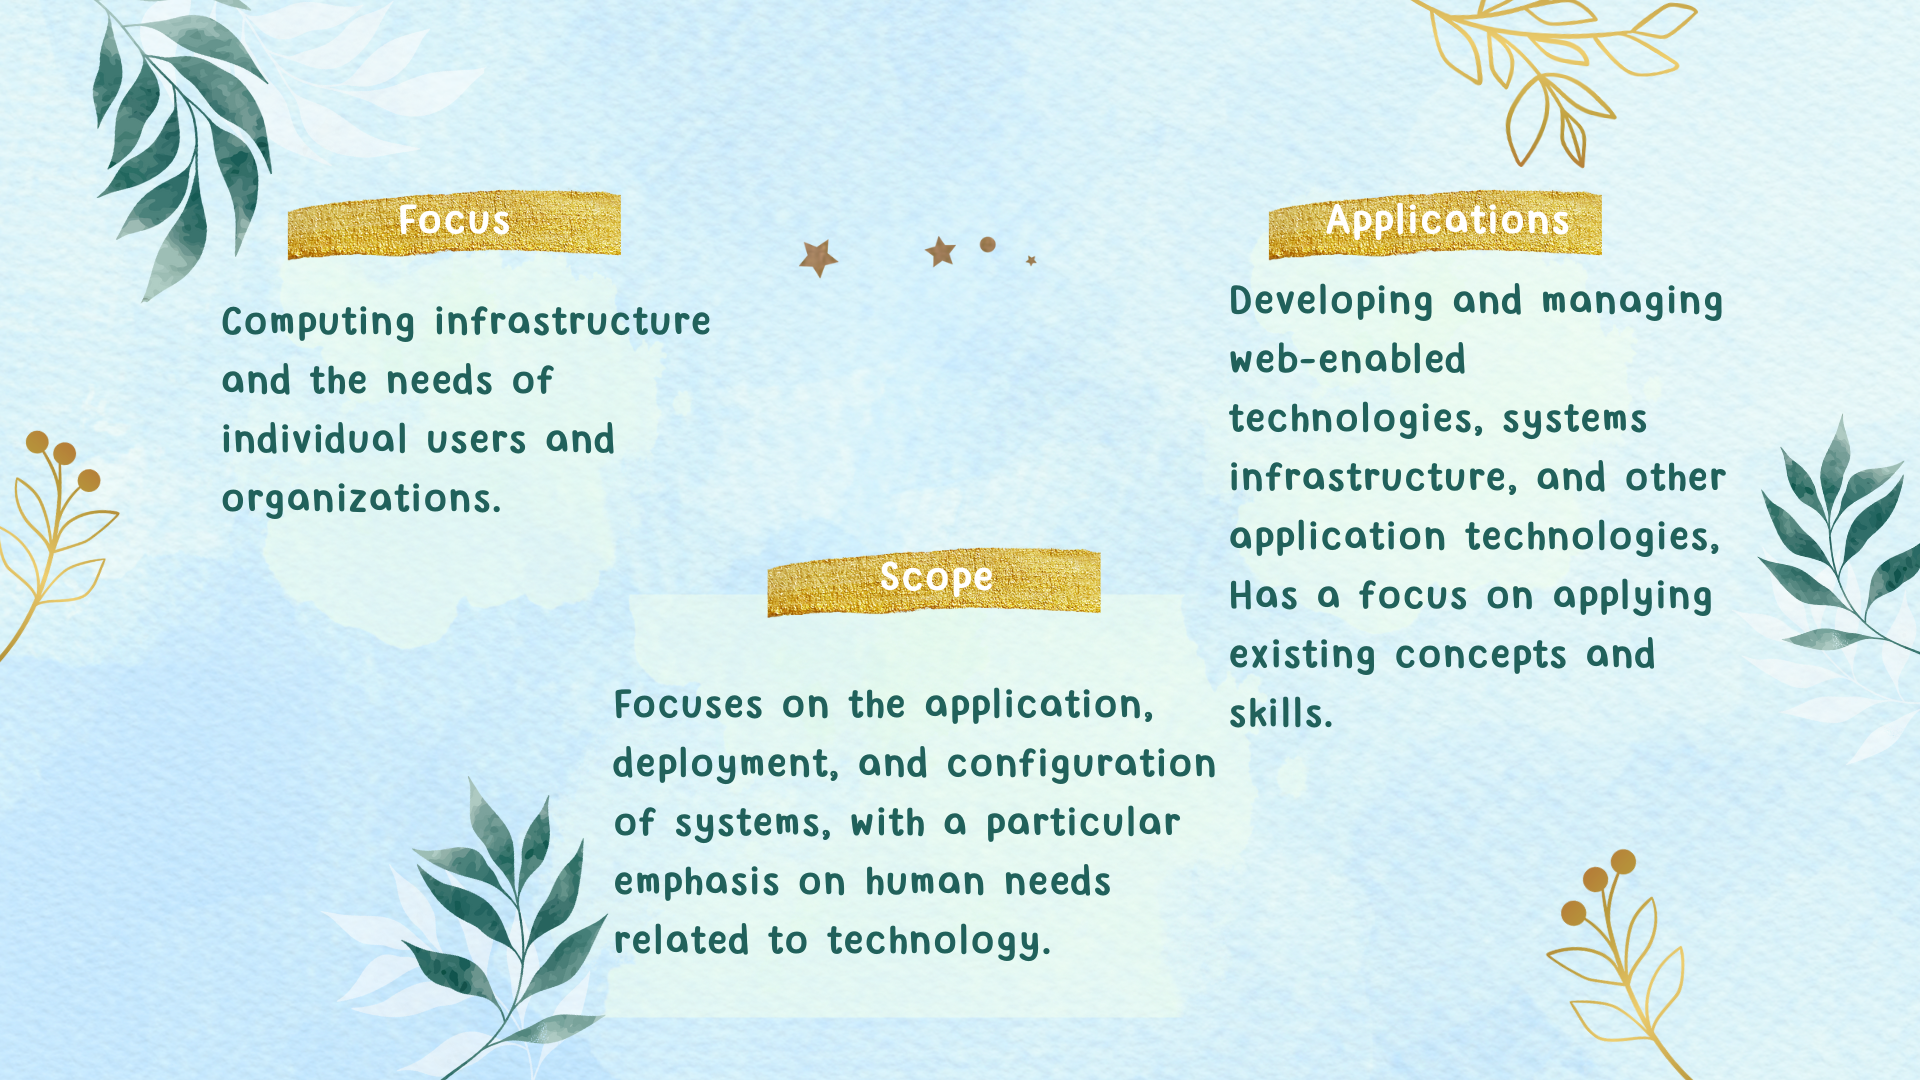 Focus
Computing infrastructure
and the needs of
individual users and
organizations.
Scope
Focuses on the application,
deployment, and configuration
of systems, with a particular
emphasis on human needs
related to technology.
Applications
Developing and managing
web-enabled
technologies, systems
infrastructure, and other
application technologies,
Has a focus on applying
existing concepts and
skills.